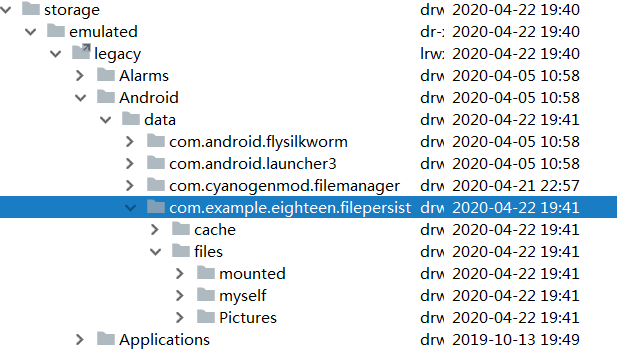 storage drw 2020-04-22 19:40
emulated dr-x 2020-04-22 19:40
legacy lrwx 2020-04-22 19:40
Alarms drw 2020-04-05 10:58
Android drw 2020-04-05 10:58
data drw 2020-04-22 19:41
com.android.flysilkworm drw 2020-04-05 10:58
com.android.launcher3 drw 2020-04-05 10:58
com.cyanogenmod.filemanager drw 2020-04-21 22:57
com.example.eighteen.filepersist drw 2020-04-22 19:41
cache drw 2020-04-22 19:41
files drw 2020-04-22 19:41
mounted drw 2020-04-22 19:41
myself drw 2020-04-22 19:41
Pictures drw 2020-04-22 19:41
Applications drw 2019-10-13 19:49